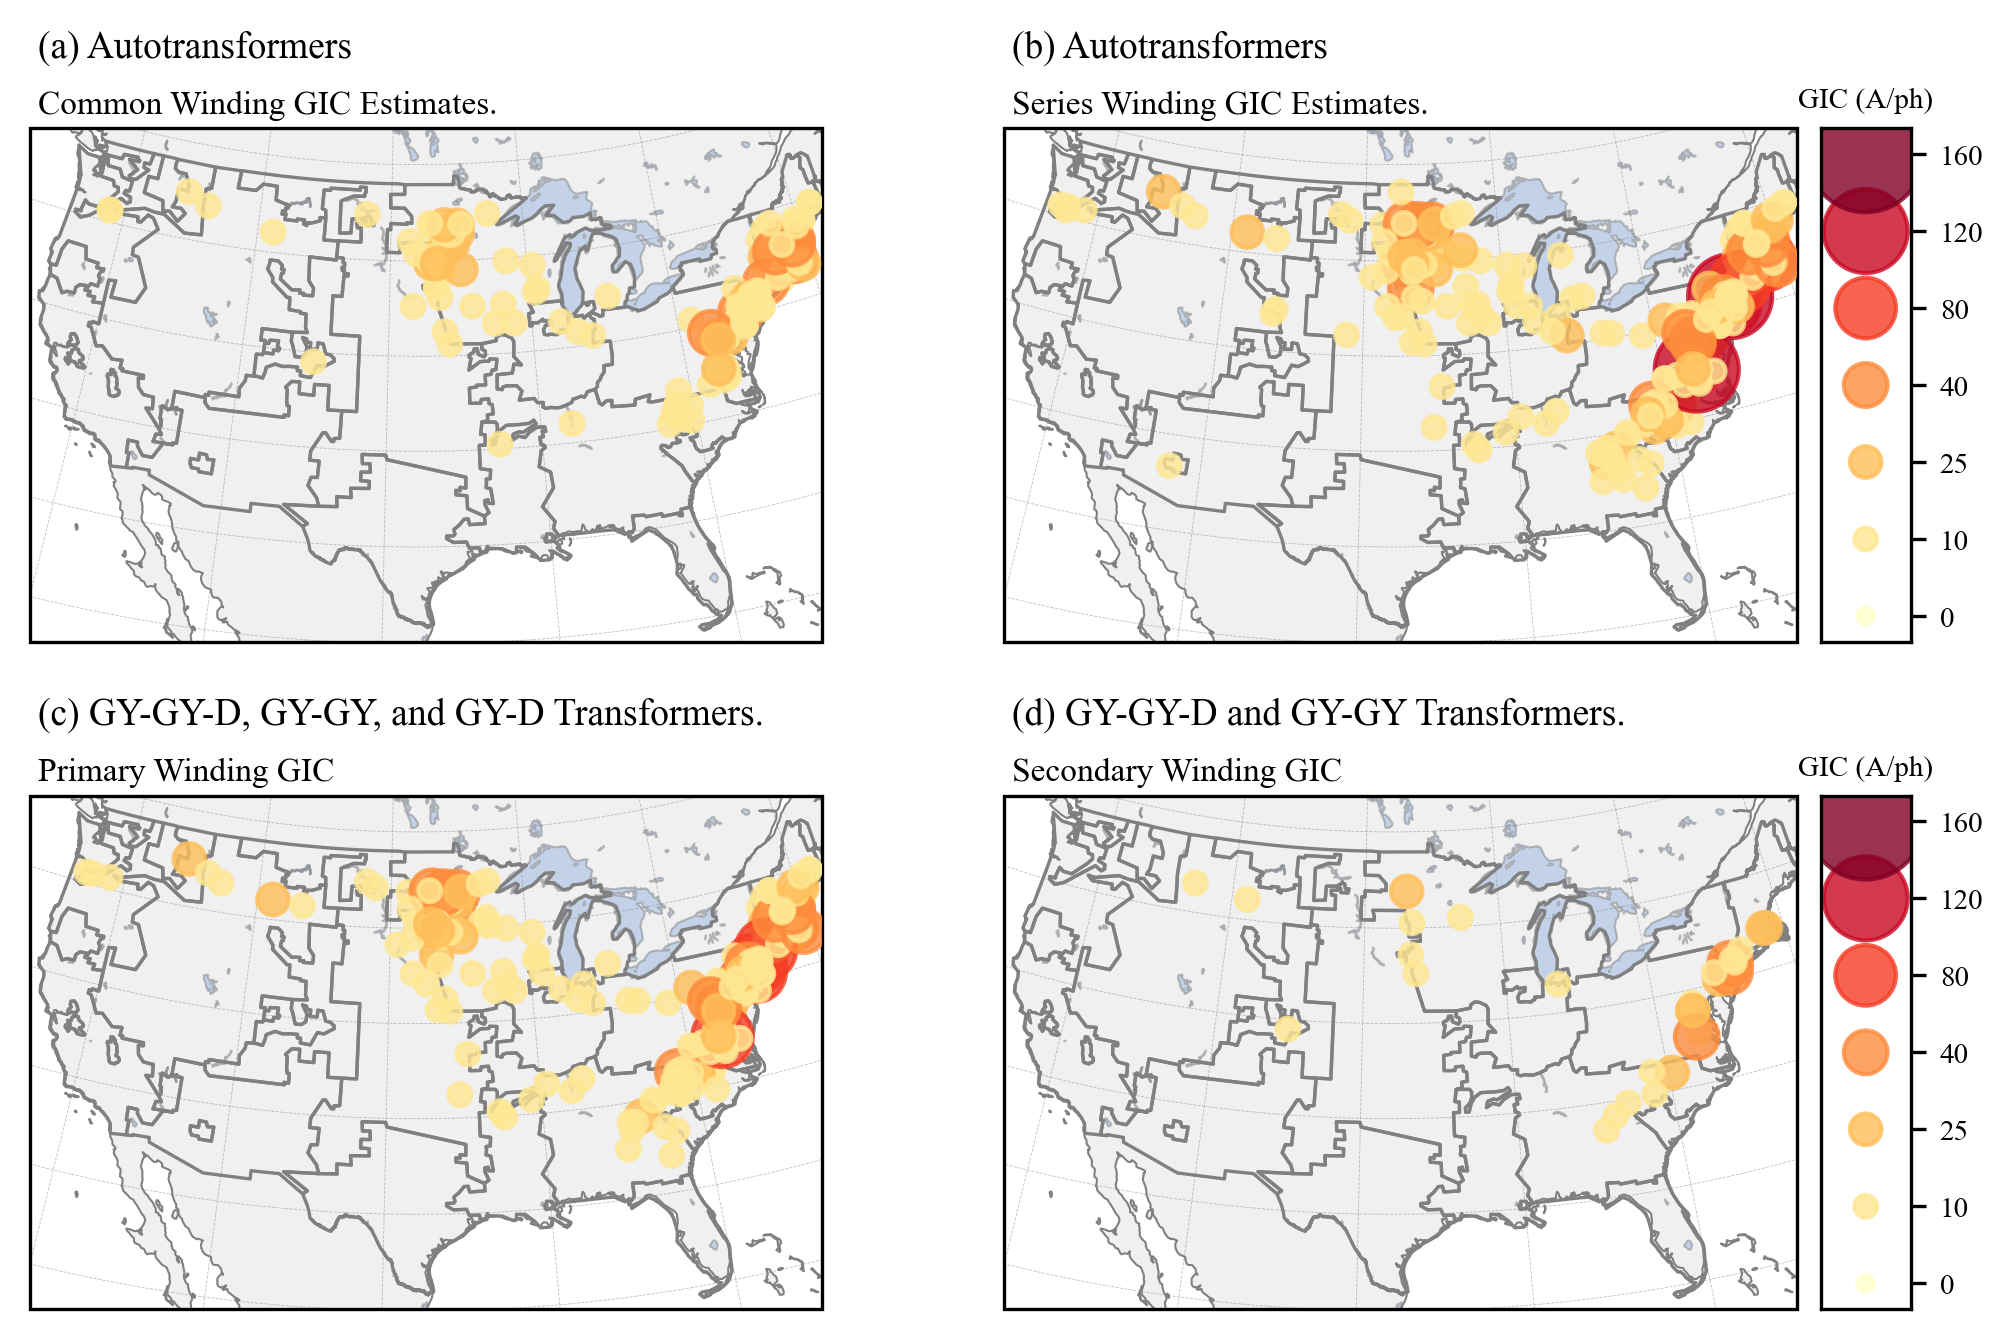 (a) Autotransformers
Common Winding GIC Estimates.
(b) Autotransformers
Series Winding GIC Estimates.
GIC (A/ph)
160
120
80
40
25
10
0
(c) GY-GY-D, GY-GY, and GY-D Transformers.
Primary Winding GIC
(d) GY-GY-D and GY-GY Transformers.
Secondary Winding GIC
GIC (A/ph)
160
120
80
40
25
10
0